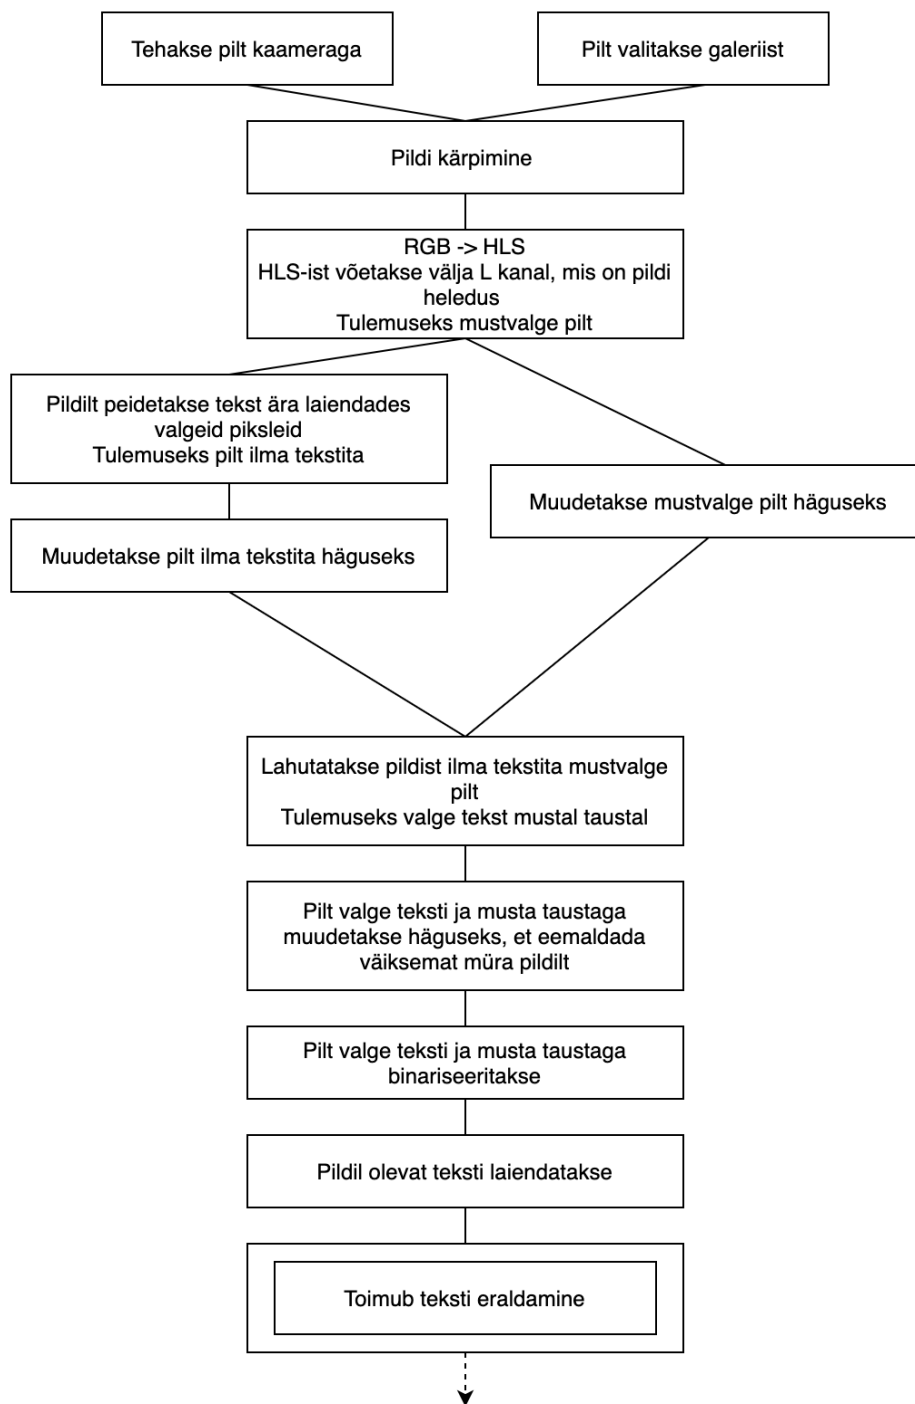 Tehakse pilt kaameraga
Pilt valitakse galeriist
Pildi kärpimine
RGB -> HLS
HLS-ist võetakse välja L kanal, mis on pildi
heledus
Tulemuseks mustvalge pilt
Pildilt peidetakse tekst ära laiendades
valgeid piksleid
Tulemuseks pilt ilma tekstita
Muudetakse mustvalge pilt häguseks
Muudetakse pilt ilma tekstita häguseks
Lahutatakse pildist ilma tekstita mustvalge
pilt
Tulemuseks valge tekst mustal taustal
Pilt valge teksti ja musta taustaga
muudetakse häguseks, et eemaldada
väiksemat müra pildilt
Pilt valge teksti ja musta taustaga
binariseeritakse
Pildil olevat teksti laiendatakse
Toimub teksti eraldamine